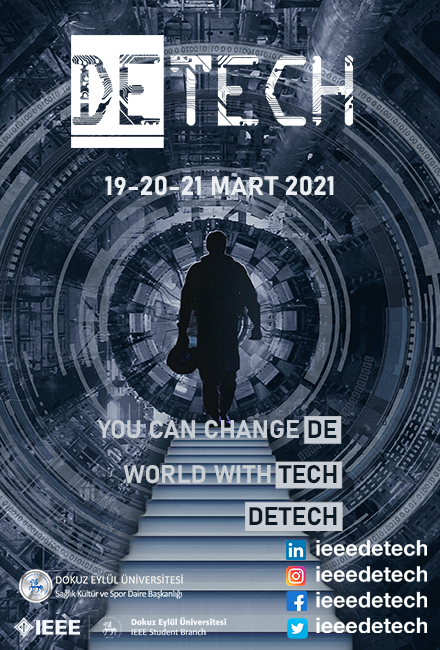 DETECH
19-20-21 MART 2021
YOU CAN CHANGE DE
WORLD WITH TECH
DETECH
ieeedetech
ieeedetech
ieeedetech
ieeedetech
DOKUZ EYLÜL ÜNİVERSİTESİ
Sağlık Kültür ve Spor Daire Başkanlığı
IEEE
Dokuz Eylül Üniversitesi
IEEE Student Branch